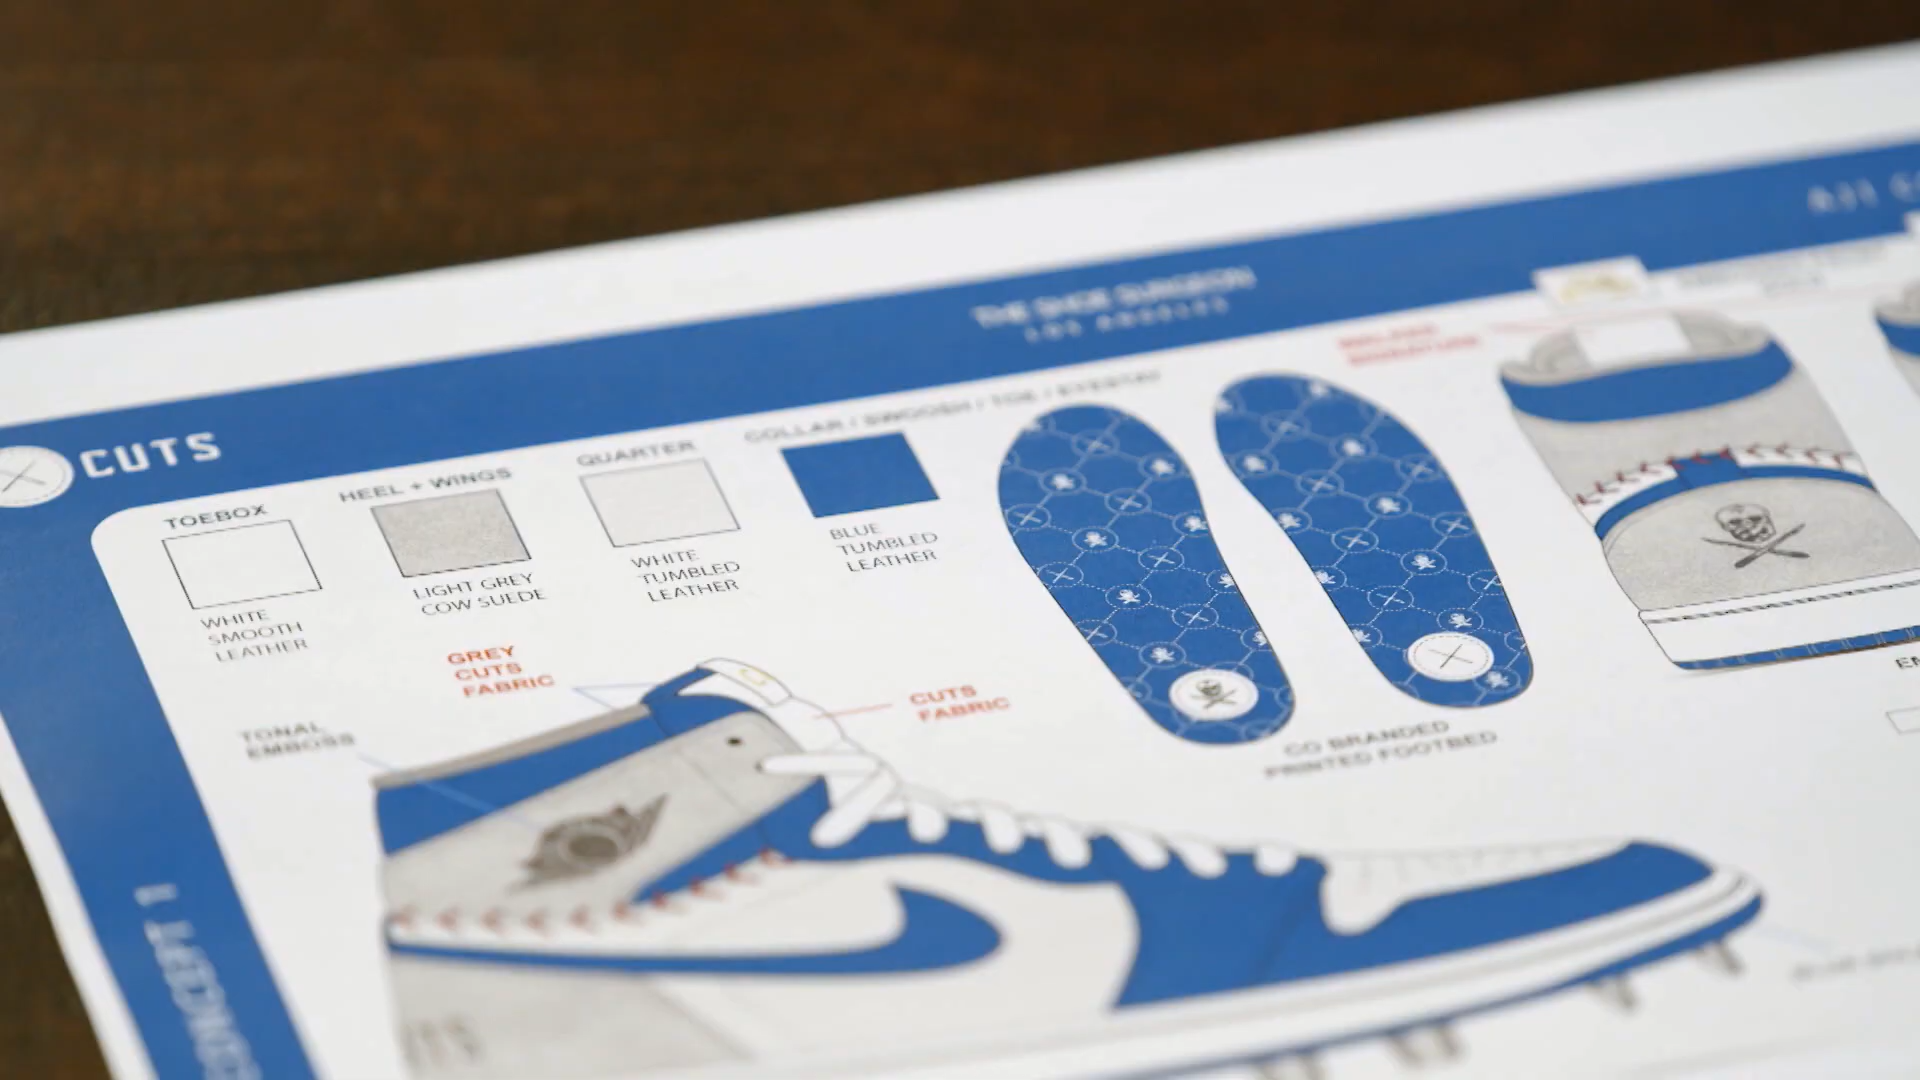 CUTS
THE SHOE SURGEON
LOS ANGELES
TOEBOX
WHITE
SMOOTH
LEATHER
HEEL + WINGS
LIGHT GREY
COW SUEDE
QUARTER
WHITE
TUMBLED
LEATHER
COLLAR / SWOOSH / TOE / EYESTAY
BLUE
TUMBLED
LEATHER
GREY
CUTS
FABRIC
CUTS
FABRIC
TONAL
EMBOSS
CO BRANDED
PRINTED FOOTBED
CONCEPT 1